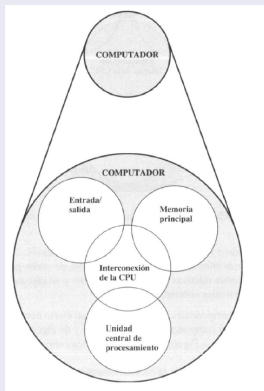 COMPUTADOR
COMPUTADOR
Entrada/
salida
Memoria
principal
Interconexión
de la CPU
Unidad
central de
procesamiento